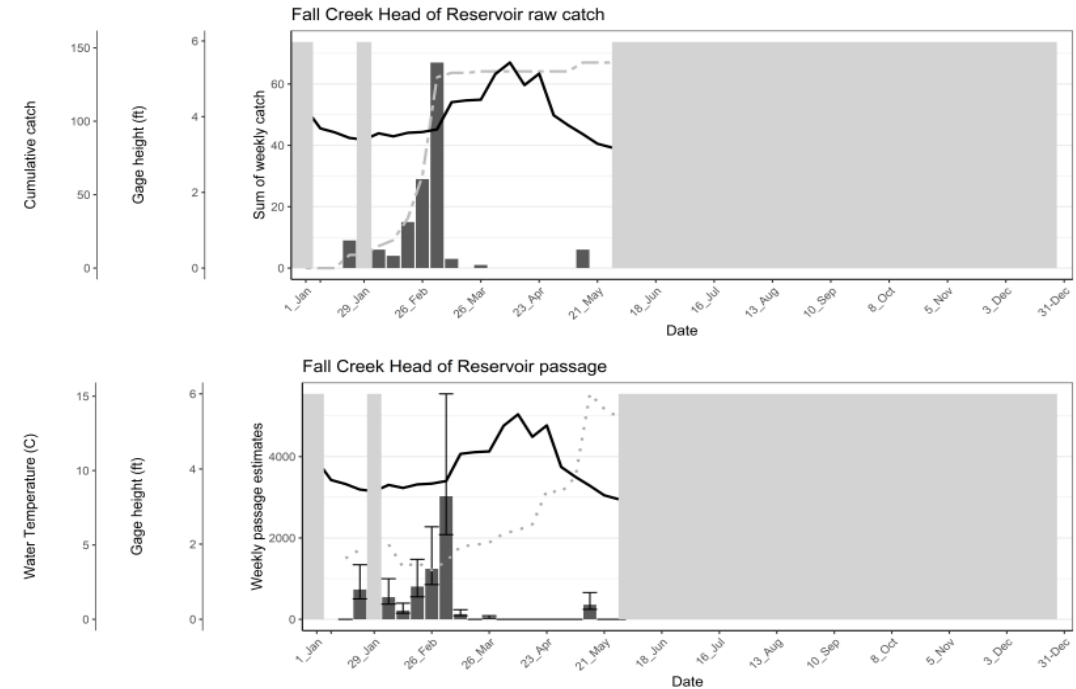 Fall Creek Head of Reservoir raw catch
Cumulative catch
150
100
50
0
Gage height (ft)
6
4
2
0
Sum of weekly catch
60
40
20
0
1_Jan 29_Jan 26_Feb 26_Mar 23_Apr 21_May 18_Jun 16_Jul 13_Aug 10_Sep 8_Oct 5_Nov 3_Dec 31-Dec
Date
Fall Creek Head of Reservoir passage
Water Temperature (C)
15
10
5
0
Gage height (ft)
6
4
2
0
Weekly passage estimates
4000
2000
0
1_Jan 29_Jan 26_Feb 26_Mar 23_Apr 21_May 18_Jun 16_Jul 13_Aug 10_Sep 8_Oct 5_Nov 3_Dec 31_Dec
Date